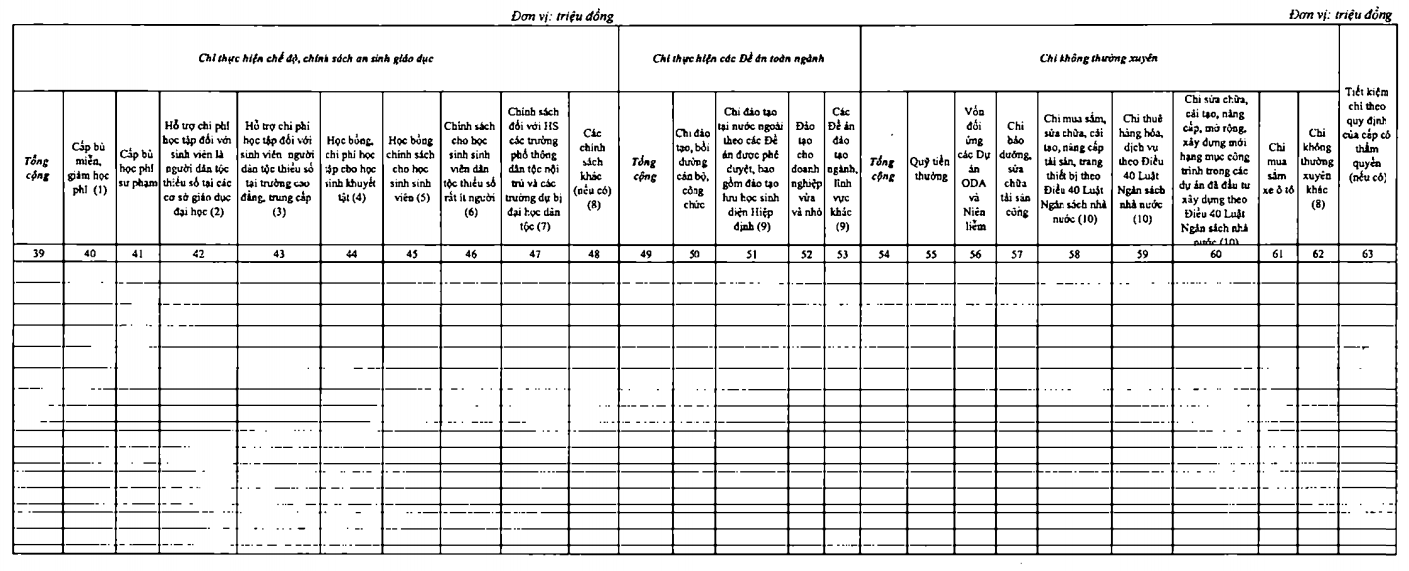 Đơn vị: triệu đồng
Đơn vị: triệu đồng
Chi thực hiện chế độ, chính sách an sinh giáo dục
Chi thực hiện các Đề án toàn ngành
Chi không thường xuyên
Tiết kiệm
chi theo
quy định
của cấp có
thẩm
quyền
(nếu có)
Tổng
cộng
Cấp bù
miễn,
giảm học
phí (1)
Cấp bù
học phí
sư phạm
Hỗ trợ chi phí
học tập đối với
sinh viên là
người dân tộc
thiểu số tại các
cơ sở giáo dục
đại học (2)
Hỗ trợ chi phí
học tập đối với
sinh viên người
dân tộc thiểu số
tại trường cao
đẳng, trung cấp
(3)
Học bổng,
chi phí học
tập cho học
sinh khuyết
tật (4)
Học bổng
chính sách
cho học
sinh sinh
viên (5)
Chính sách
cho học
sinh sinh
viên dân
tộc thiểu số
rất ít người
(6)
Chính sách
đối với HS
các trường
phổ thông
dân tộc nội
trú và các
trường dự bị
đại học dân
tộc (7)
Các
chính
sách
khác
(nếu có)
(8)
Tổng
cộng
Chi đào
tạo, bồi
dưỡng
cán bộ,
công
chức
Chi đào tạo
tại nước ngoài
theo các Đề
án được phê
duyệt, bao
gồm đào tạo
lưu học sinh
diện Hiệp
định (9)
Đào
tạo
cho
doanh
nghiệp
vừa
và nhỏ
Các
Đề án
đào
tạo
ngành,
lĩnh
vực
khác
(9)
Tổng
cộng
Quỹ tiền
thưởng
Vốn
đối
ứng
các Dự
án
ODA
và
Niên
liễm
Chi
bảo
dưỡng,
sửa
chữa
tài sản
công
Chi mua sắm,
sửa chữa, cải
tạo, nâng cấp
tài sản, trang
thiết bị theo
Điều 40 Luật
Ngân sách nhà
nước (10)
Chi thuê
hàng hóa,
dịch vụ
theo Điều
40 Luật
Ngân sách
nhà nước
(10)
Chi sửa chữa,
cải tạo, nâng
cấp, mở rộng,
xây dựng mới
hạng mục công
trình trong các
dự án đã đầu tư
xây dựng theo
Điều 40 Luật
Ngân sách nhà
nước (10)
Chi
mua
sắm
xe ô tô
Chi
không
thường
xuyên
khác
(8)
39 40 41 42 43 44 45 46 47 48 49 50 51 52 53 54 55 56 57 58 59 60 61 62 63